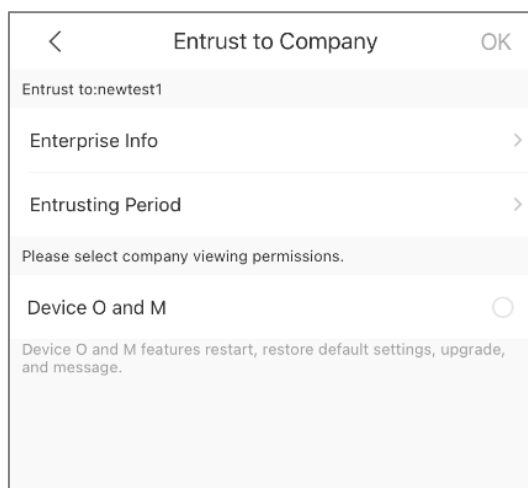 Entrust to Company
OK
Entrust to:newtest1
Enterprise Info
Entrusting Period
Please select company viewing permissions.
Device O and M
Device O and M features restart, restore default settings, upgrade,
and message.